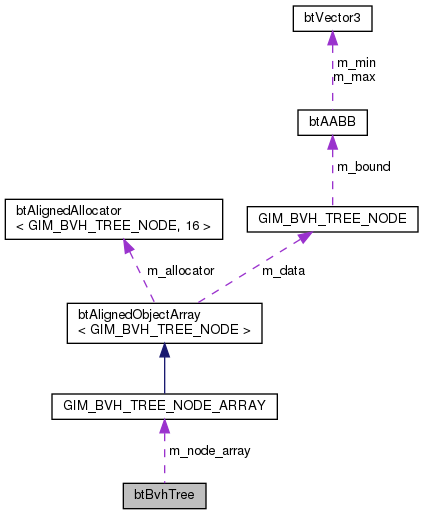 btVector3
m_min
m_max
btAABB
m_bound
btAlignedAllocator
< GIM_BVH_TREE_NODE, 16 >
GIM_BVH_TREE_NODE
m_allocator
m_data
btAlignedObjectArray
< GIM_BVH_TREE_NODE >
GIM_BVH_TREE_NODE_ARRAY
m_node_array
btBvhTree